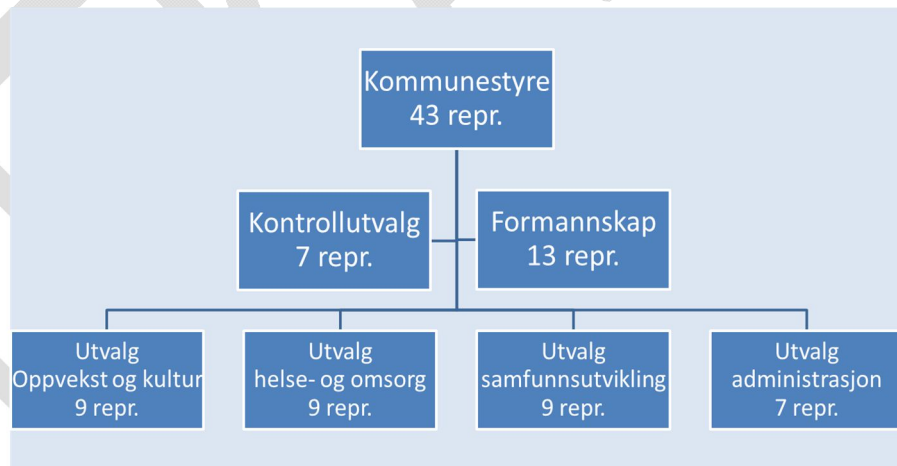 Kommunestyre
43 repr.
Kontrollutvalg
7 repr.
Formannskap
13 repr.
Utvalg
Oppvekst og kultur
9 repr.
Utvalg
helse- og omsorg
9 repr.
Utvalg
samfunnsutvikling
9 repr.
Utvalg
administrasjon
7 repr.